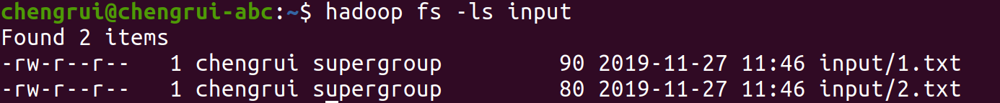 chengrui@chengrui-abc:~$ hadoop fs -ls input
Found 2 items
-rw-r--r--   1 chengrui supergroup         90 2019-11-27 11:46 input/1.txt
-rw-r--r--   1 chengrui supergroup         80 2019-11-27 11:46 input/2.txt